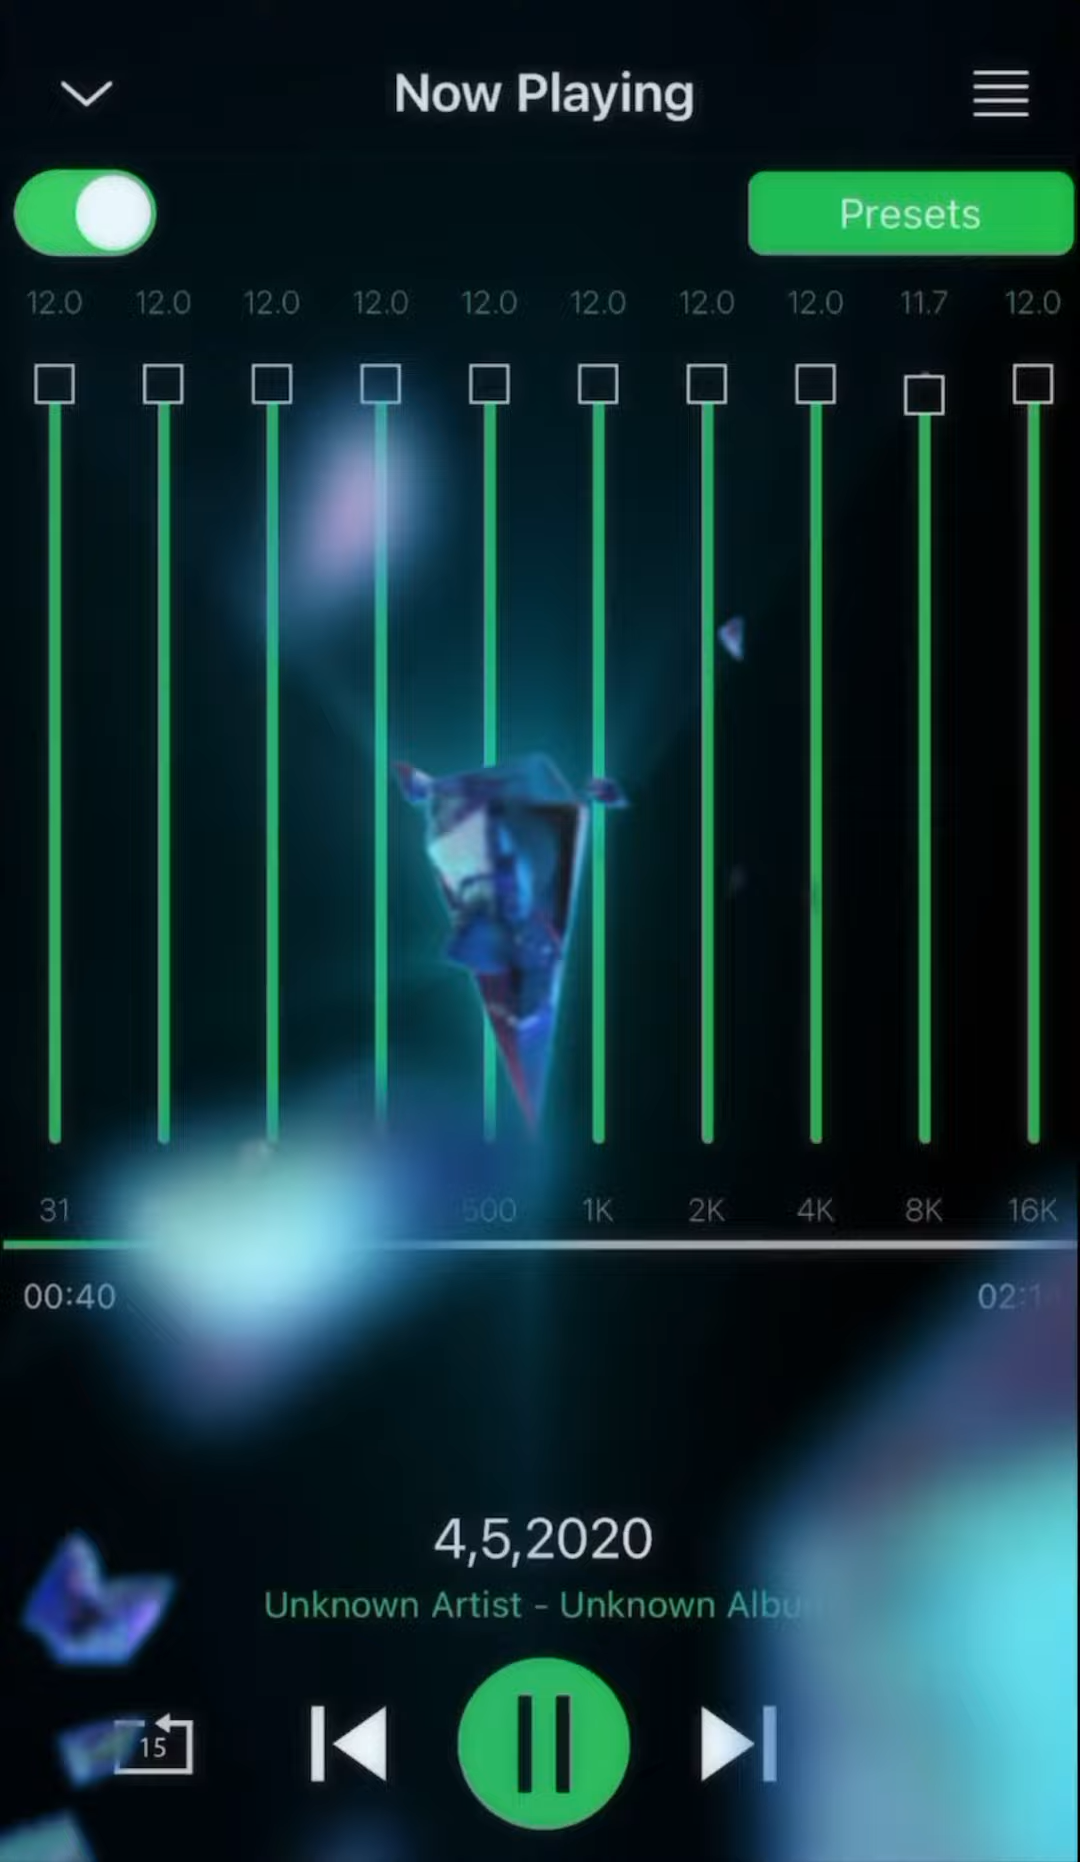 Now Playing
Presets
12.0 12.0 12.0 12.0 12.0 12.0 12.0 12.0 11.7 12.0
31 500 1K 2K 4K 8K 16K
00:40
4,5,2020
Unknown Artist - Unknown
15